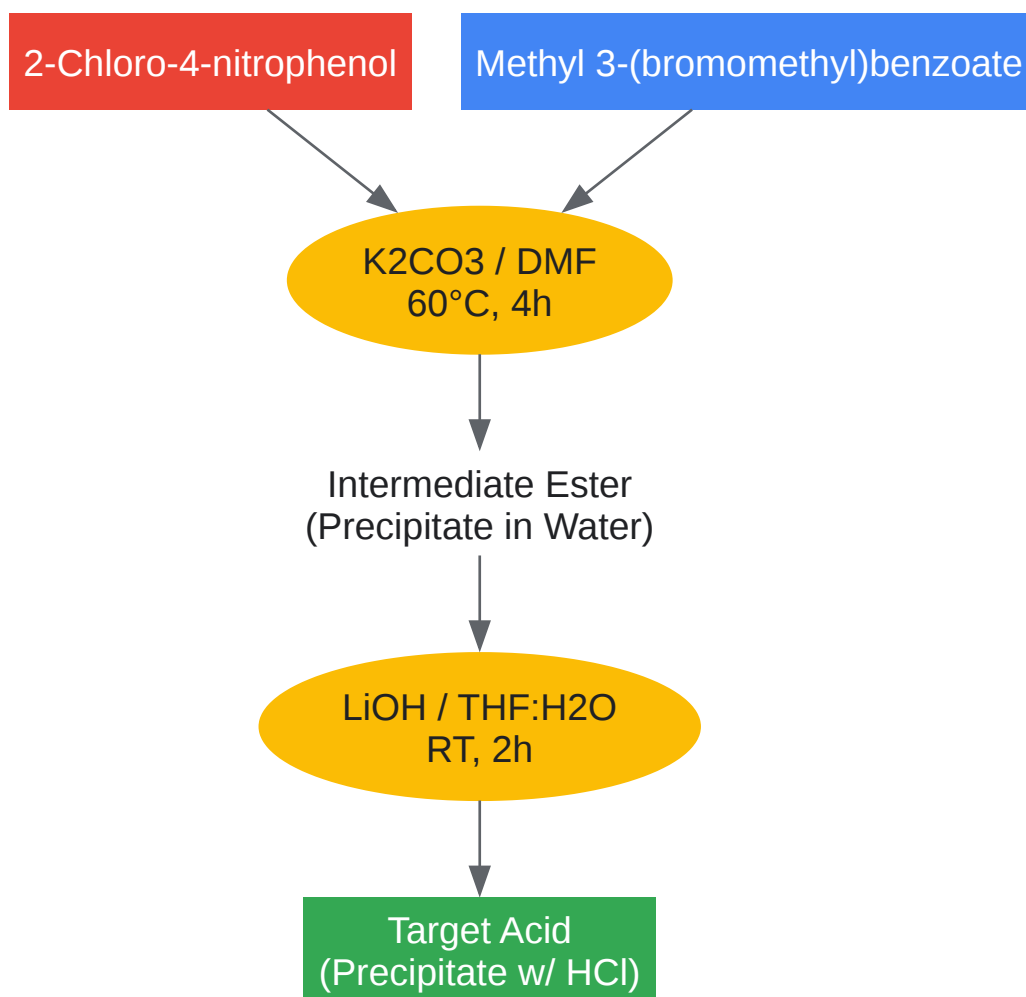 2-Chloro-4-nitrophenol
Methyl 3-(bromomethyl)benzoate
K2CO3 / DMF
60°C, 4h
Intermediate Ester
(Precipitate in Water)
LiOH / THF:H2O
RT, 2h
Target Acid
(Precipitate w/ HCl)